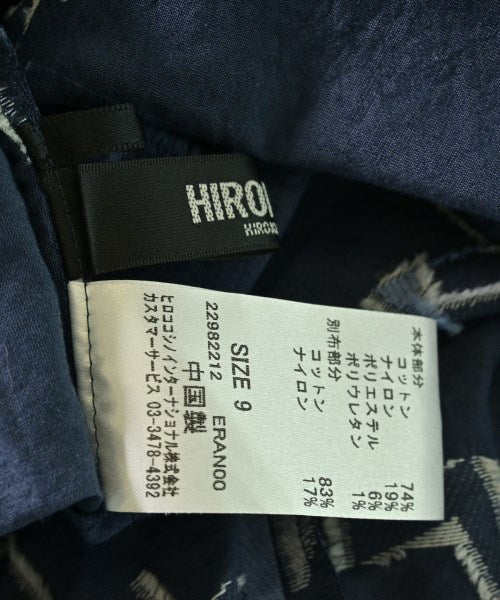 HIROK
HIROKO
本体部分
コットン 74%
ナイロン 19%
ポリエステル 6%
ポリウレタン 1%
別布部分
コットン 83%
ナイロン 17%
SIZE 9
22982212 ERANOO
中国製
ヒロココシノインターナショナル株式会社
カスタマーサービス 03-3478-4392